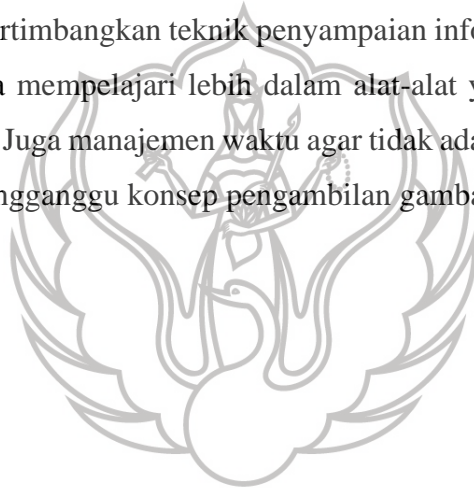 rtimbangkan teknik penyampaian info
mempelajari lebih dalam alat-alat
Juga manajemen waktu agar tidak ada
ngganggu konsep pengambilan gamba